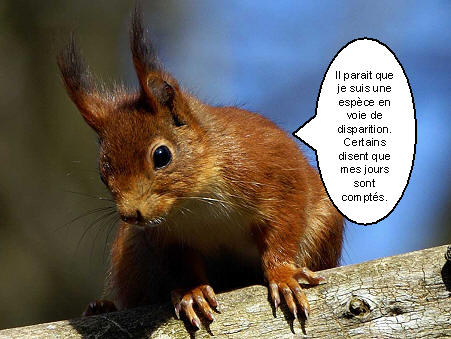 Il parait que
je suis une
espèce en
voie de
disparition.
Certains
disent que
mes jours
sont
comptés.